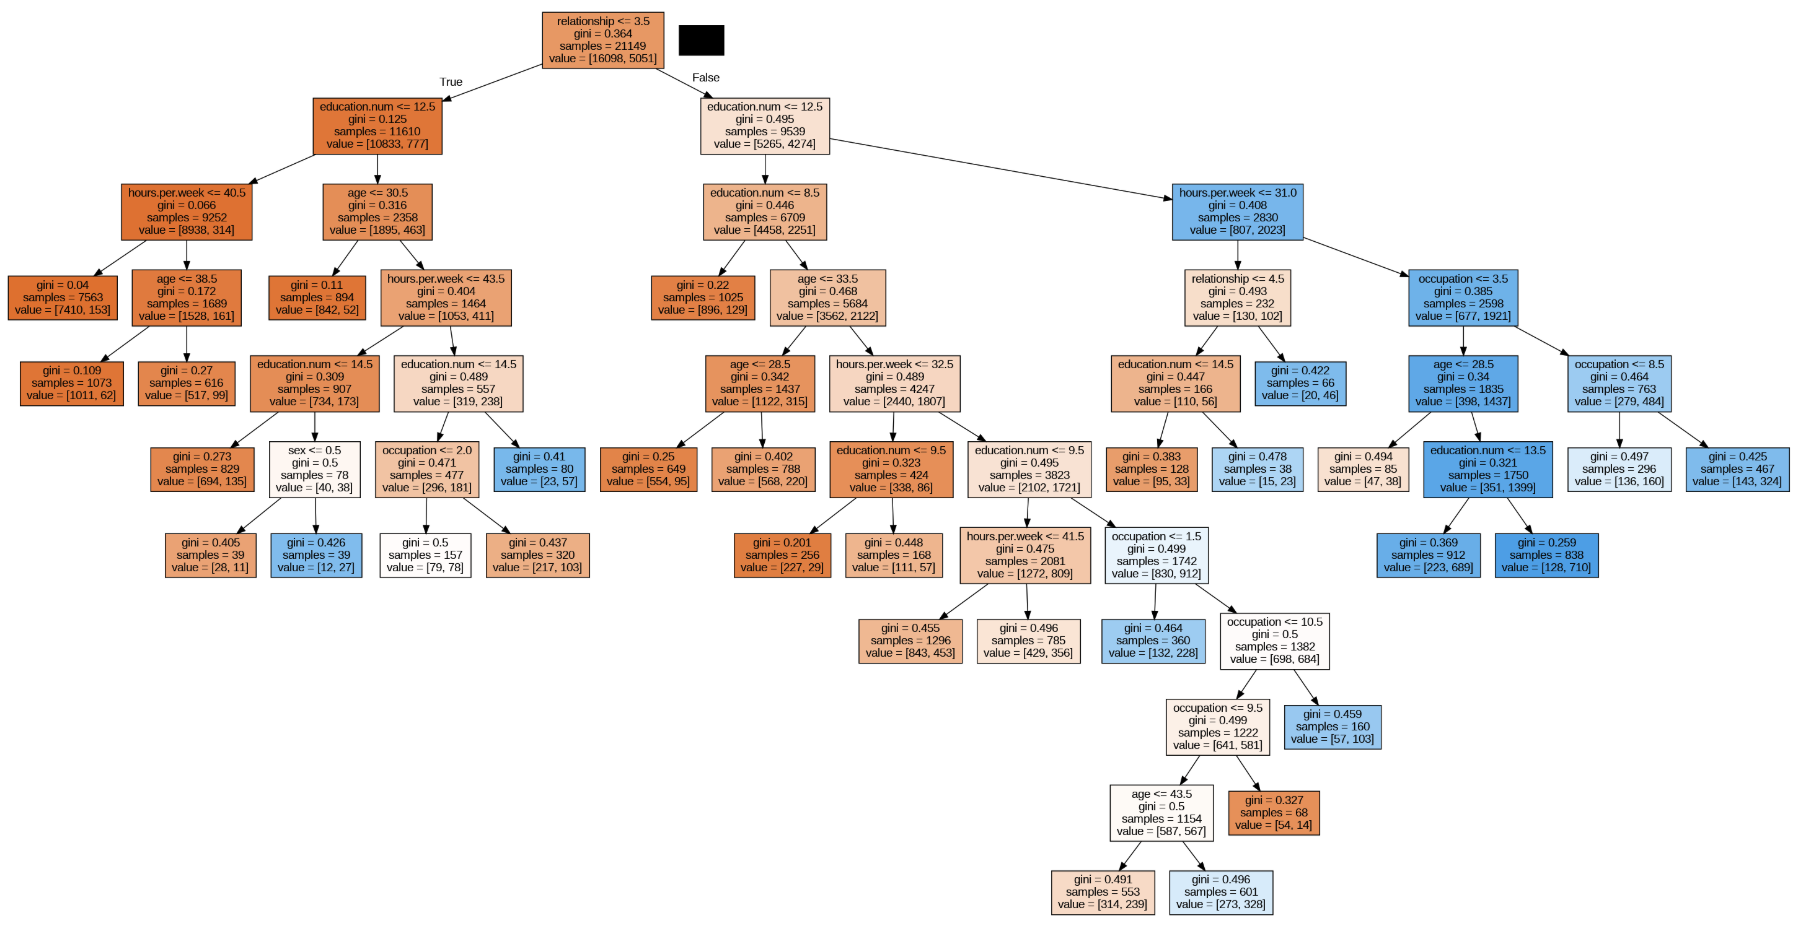 relationship <= 3.5
gini = 0.364
samples = 21149
value = [16098, 5051]
True
False
education.num <= 12.5
gini = 0.125
samples = 11610
value = [10833, 777]
education.num <= 12.5
gini = 0.495
samples = 9539
value = [5265, 4274]
hours.per.week <= 40.5
gini = 0.066
samples = 9252
value = [8938, 314]
age <= 30.5
gini = 0.316
samples = 2358
value = [1895, 463]
education.num <= 8.5
gini = 0.446
samples = 6709
value = [4458, 2251]
hours.per.week <= 31.0
gini = 0.408
samples = 2830
value = [807, 2023]
gini = 0.04
samples = 7563
value = [7410, 153]
age <= 38.5
gini = 0.172
samples = 1689
value = [1528, 161]
gini = 0.11
samples = 894
value = [842, 52]
hours.per.week <= 43.5
gini = 0.404
samples = 1464
value = [1053, 411]
gini = 0.22
samples = 1025
value = [896, 129]
age <= 33.5
gini = 0.468
samples = 5684
value = [3562, 2122]
relationship <= 4.5
gini = 0.493
samples = 232
value = [130, 102]
occupation <= 3.5
gini = 0.385
samples = 2598
value = [677, 1921]
gini = 0.109
samples = 1073
value = [1011, 62]
gini = 0.27
samples = 616
value = [517, 99]
education.num <= 14.5
gini = 0.309
samples = 907
value = [734, 173]
education.num <= 14.5
gini = 0.489
samples = 557
value = [319, 238]
age <= 28.5
gini = 0.342
samples = 1437
value = [1122, 315]
hours.per.week <= 32.5
gini = 0.489
samples = 4247
value = [2440, 1807]
education.num <= 14.5
gini = 0.447
samples = 166
value = [110, 56]
gini = 0.422
samples = 66
value = [20, 46]
age <= 28.5
gini = 0.34
samples = 1835
value = [398, 1437]
occupation <= 8.5
gini = 0.464
samples = 763
value = [279, 484]
gini = 0.273
samples = 829
value = [694, 135]
sex <= 0.5
gini = 0.5
samples = 78
value = [40, 38]
occupation <= 2.0
gini = 0.471
samples = 477
value = [296, 181]
gini = 0.41
samples = 80
value = [23, 57]
gini = 0.25
samples = 649
value = [554, 95]
gini = 0.402
samples = 788
value = [568, 220]
education.num <= 9.5
gini = 0.323
samples = 424
value = [338, 86]
education.num <= 9.5
gini = 0.495
samples = 3823
value = [2102, 1721]
gini = 0.383
samples = 128
value = [95, 33]
gini = 0.478
samples = 38
value = [15, 23]
gini = 0.494
samples = 85
value = [47, 38]
education.num <= 13.5
gini = 0.321
samples = 1750
value = [351, 1399]
gini = 0.497
samples = 296
value = [136, 160]
gini = 0.425
samples = 467
value = [143, 324]
gini = 0.405
samples = 39
value = [28, 11]
gini = 0.426
samples = 39
value = [12, 27]
gini = 0.5
samples = 157
value = [79, 78]
gini = 0.437
samples = 320
value = [217, 103]
gini = 0.201
samples = 256
value = [227, 29]
gini = 0.448
samples = 168
value = [111, 57]
hours.per.week <= 41.5
gini = 0.475
samples = 2081
value = [1272, 809]
occupation <= 1.5
gini = 0.499
samples = 1742
value = [830, 912]
gini = 0.369
samples = 912
value = [223, 689]
gini = 0.259
samples = 838
value = [128, 710]
gini = 0.455
samples = 1296
value = [843, 453]
gini = 0.496
samples = 785
value = [429, 356]
gini = 0.464
samples = 360
value = [132, 228]
occupation <= 10.5
gini = 0.5
samples = 1382
value = [698, 684]
occupation <= 9.5
gini = 0.499
samples = 1222
value = [641, 581]
gini = 0.459
samples = 160
value = [57, 103]
age <= 43.5
gini = 0.5
samples = 1154
value = [587, 567]
gini = 0.327
samples = 68
value = [54, 14]
gini = 0.491
samples = 553
value = [314, 239]
gini = 0.496
samples = 601
value = [273, 328]